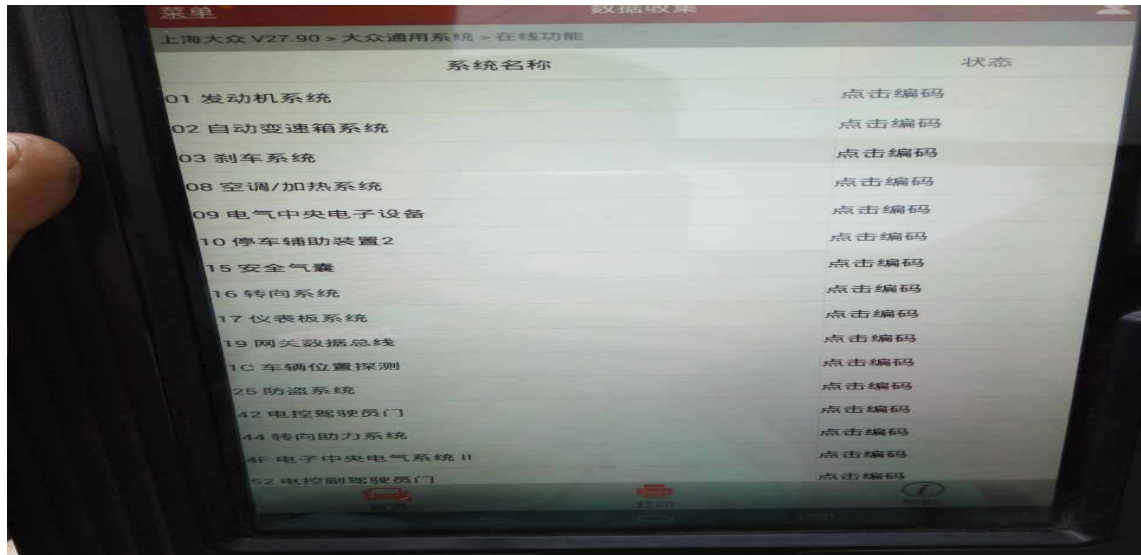 菜单
数据收集
上海大众 V27.90 > 大众通用系统 > 在线功能
系统名称 状态
01 发动机系统 点击编码
02 自动变速箱系统 点击编码
03 刹车系统 点击编码
08 空调/加热系统 点击编码
09 电气中央电子设备 点击编码
10 停车辅助装置2 点击编码
15 安全气囊 点击编码
16 转向系统 点击编码
17 仪表板系统 点击编码
19 网关数据总线 点击编码
1C 车辆位置探测 点击编码
25 防盗系统 点击编码
42 电控驾驶员门 点击编码
44 转向助力系统 点击编码
4F 电子中央电气系统 II 点击编码
52 电控副驾驶员门 点击编码
首页 打印